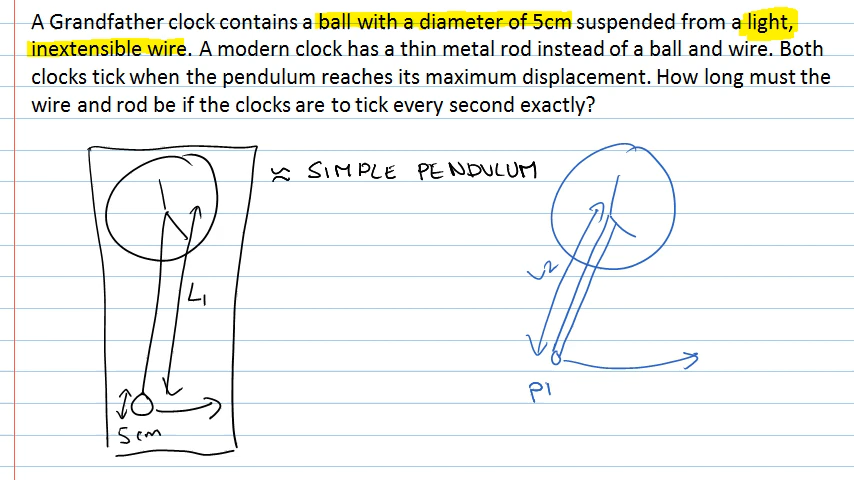 A Grandfather clock contains a ball with a diameter of 5cm suspended from a light,
inextensible wire. A modern clock has a thin metal rod instead of a ball and wire. Both
clocks tick when the pendulum reaches its maximum displacement. How long must the
wire and rod be if the clocks are to tick every second exactly?
≈ SIMPLE PENDULUM
L1
L2
5cm
PI